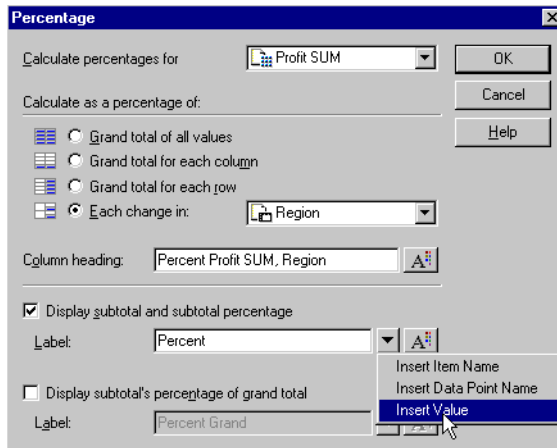 Percentage
Calculate percentages for
Profit SUM
OK
Cancel
Help
Calculate as a percentage of:
Grand total of all values
Grand total for each column
Grand total for each row
Each change in:
Region
Column heading:
Percent Profit SUM, Region
A
Display subtotal and subtotal percentage
Label:
Percent
A
Insert Item Name
Insert Data Point Name
Insert Value
Display subtotal's percentage of grand total
Label:
Percent Grand